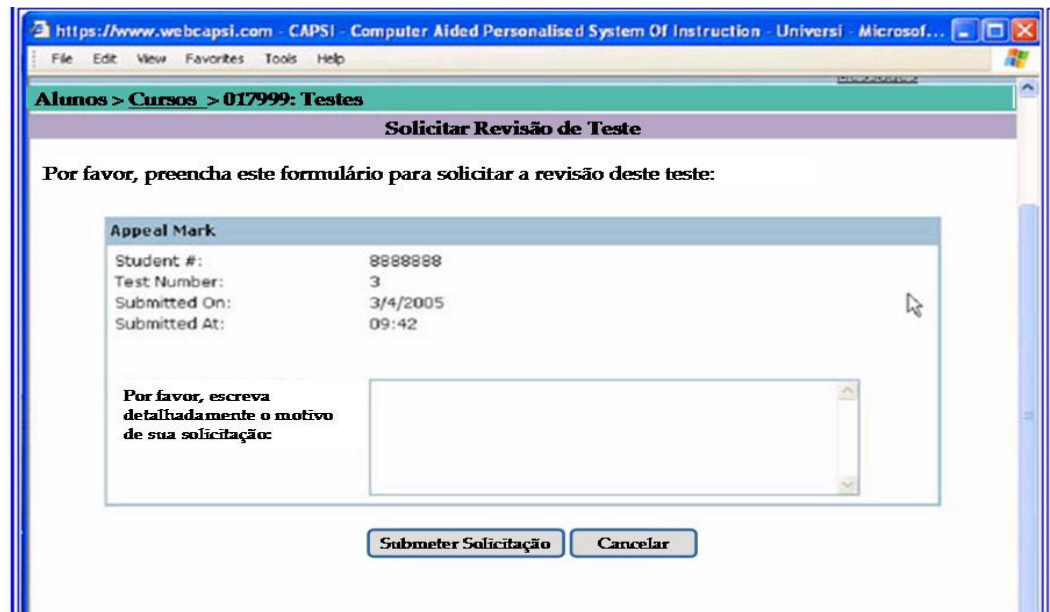 https://www.webcapsi.com - CAPSI - Computer Aided Personalised System Of Instruction - Universi - Microsof...
File Edit View Favorites Tools Help
Alunos > Cursos > 017999: Testes
Solicitar Revisão de Teste
Por favor, preencha este formulário para solicitar a revisão deste teste:
Appeal Mark
Student #: 8888888
Test Number: 3
Submitted On: 3/4/2005
Submitted At: 09:42
Por favor, escreva
detalhadamente o motivo
de sua solicitação:
Submeter Solicitação Cancelar